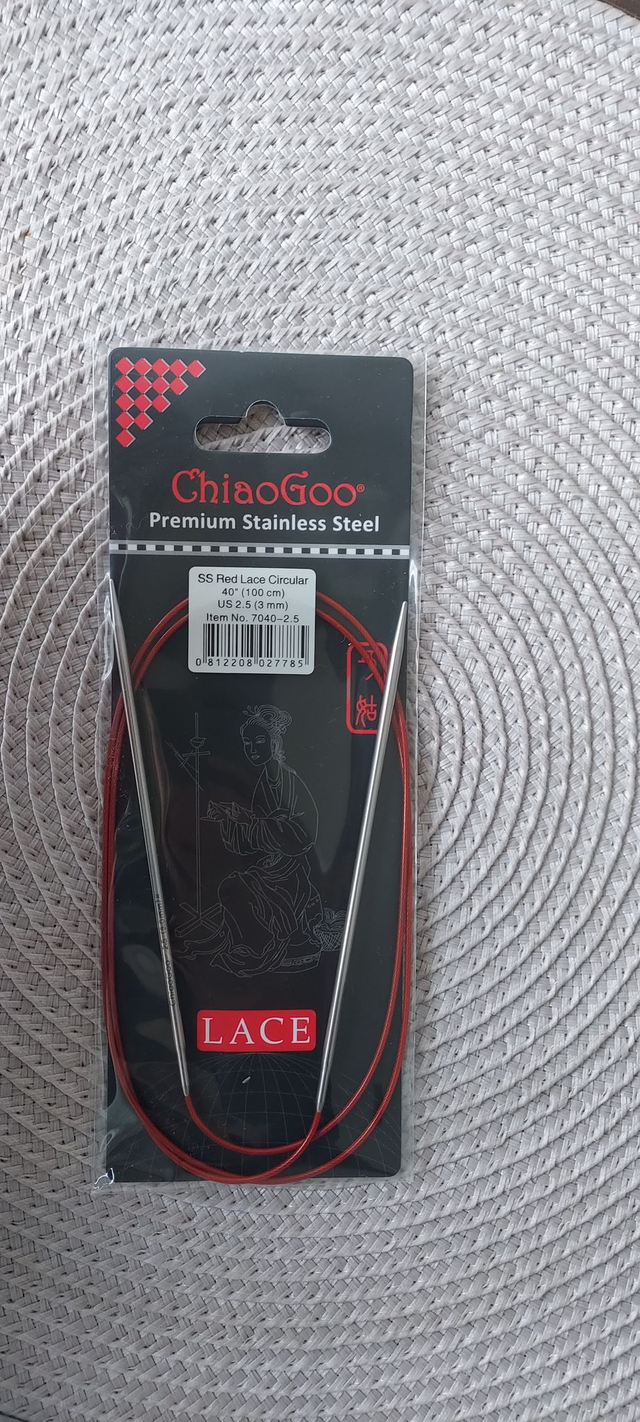 ChiaoGoo®
Premium Stainless Steel
SS Red Lace Circular
40" (100 cm)
US 2.5 (3 mm)
Item No. 7040-2.5
0 812208 027785
LACE